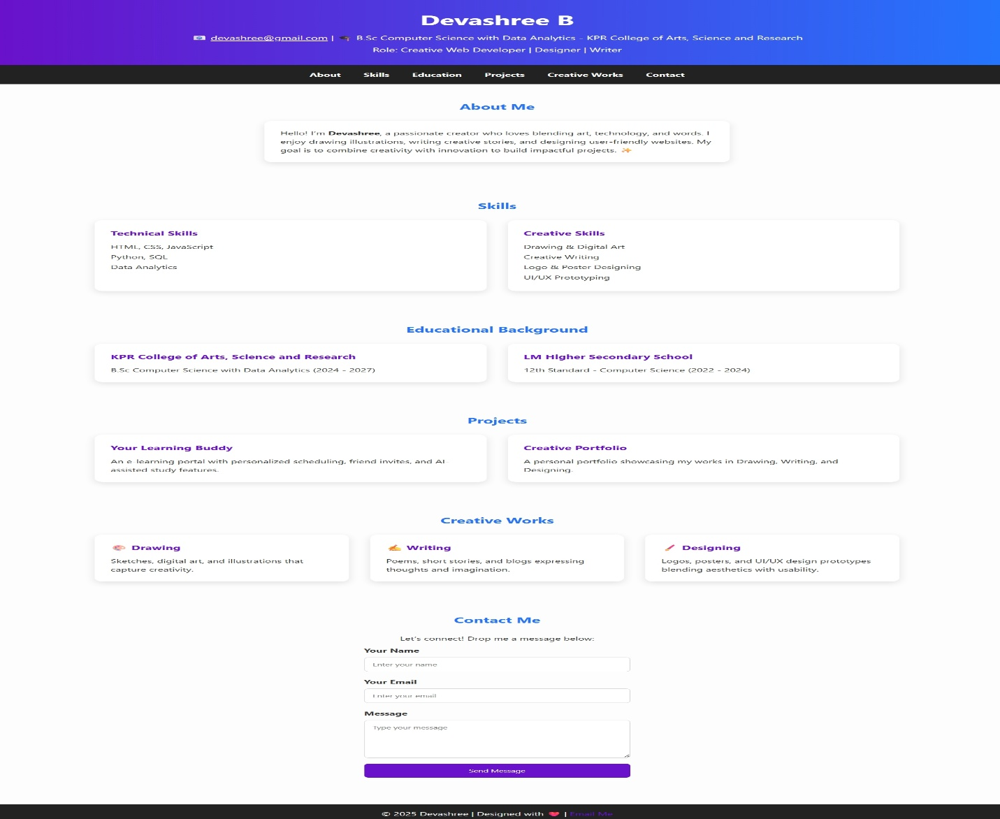 Devashree B
📧 devashree@gmail.com | 🎓 B.Sc Computer Science with Data Analytics - KPR College of Arts, Science and Research
Role: Creative Web Developer | Designer | Writer
About Skills Education Projects Creative Works Contact
About Me
Hello! I'm Devashree, a passionate creator who loves blending art, technology, and words. I
enjoy drawing illustrations, writing creative stories, and designing user-friendly websites. My
goal is to combine creativity with innovation to build impactful projects. ✨
Skills
Technical Skills
HTML, CSS, JavaScript
Python, SQL
Data Analytics
Creative Skills
Drawing & Digital Art
Creative Writing
Logo & Poster Designing
UI/UX Prototyping
Educational Background
KPR College of Arts, Science and Research
B.Sc Computer Science with Data Analytics (2024 - 2027)
LM Higher Secondary School
12th Standard - Computer Science (2022 - 2024)
Projects
Your Learning Buddy
An e-learning portal with personalized scheduling, friend invites, and AI-
assisted study features.
Creative Portfolio
A personal portfolio showcasing my works in Drawing, Writing, and
Designing.
Creative Works
🎨 Drawing
Sketches, digital art, and illustrations that
capture creativity.
✍️ Writing
Poems, short stories, and blogs expressing
thoughts and imagination.
🖌️ Designing
Logos, posters, and UI/UX design prototypes
blending aesthetics with usability.
Contact Me
Let's connect! Drop me a message below:
Your Name
Enter your name
Your Email
Enter your email
Message
Type your message
Send Message
© 2025 Devashree | Designed with ❤️ | Email Me